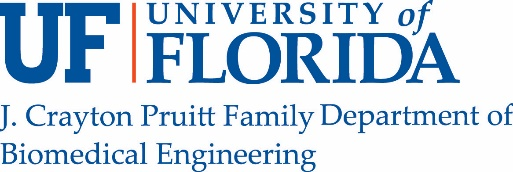 UF UNIVERSITY of
FLORIDA
J. Crayton Pruitt Family Department of
Biomedical Engineering